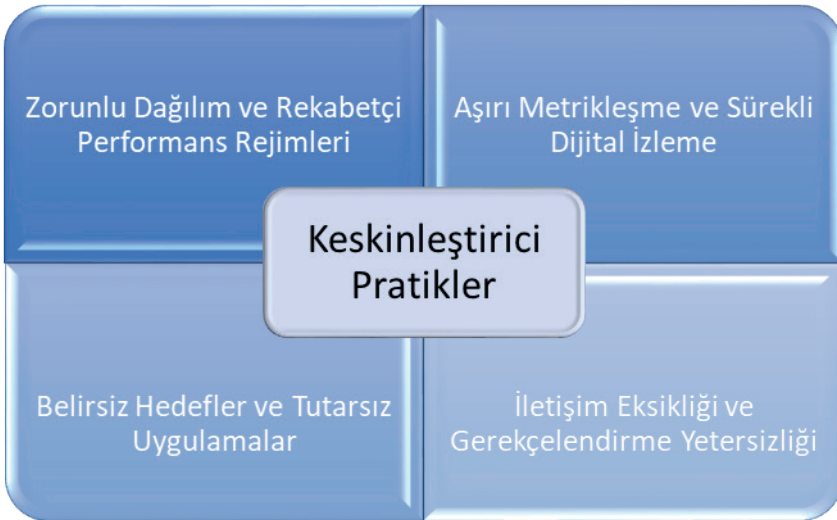 Zorunlu Dağılım ve Rekabetçi
Performans Rejimleri
Aşırı Metrikleşme ve Sürekli
Dijital İzleme
Keskinleştirici
Pratikler
Belirsiz Hedefler ve Tutarsız
Uygulamalar
İletişim Eksikliği ve
Gerekçelendirme Yetersizliği